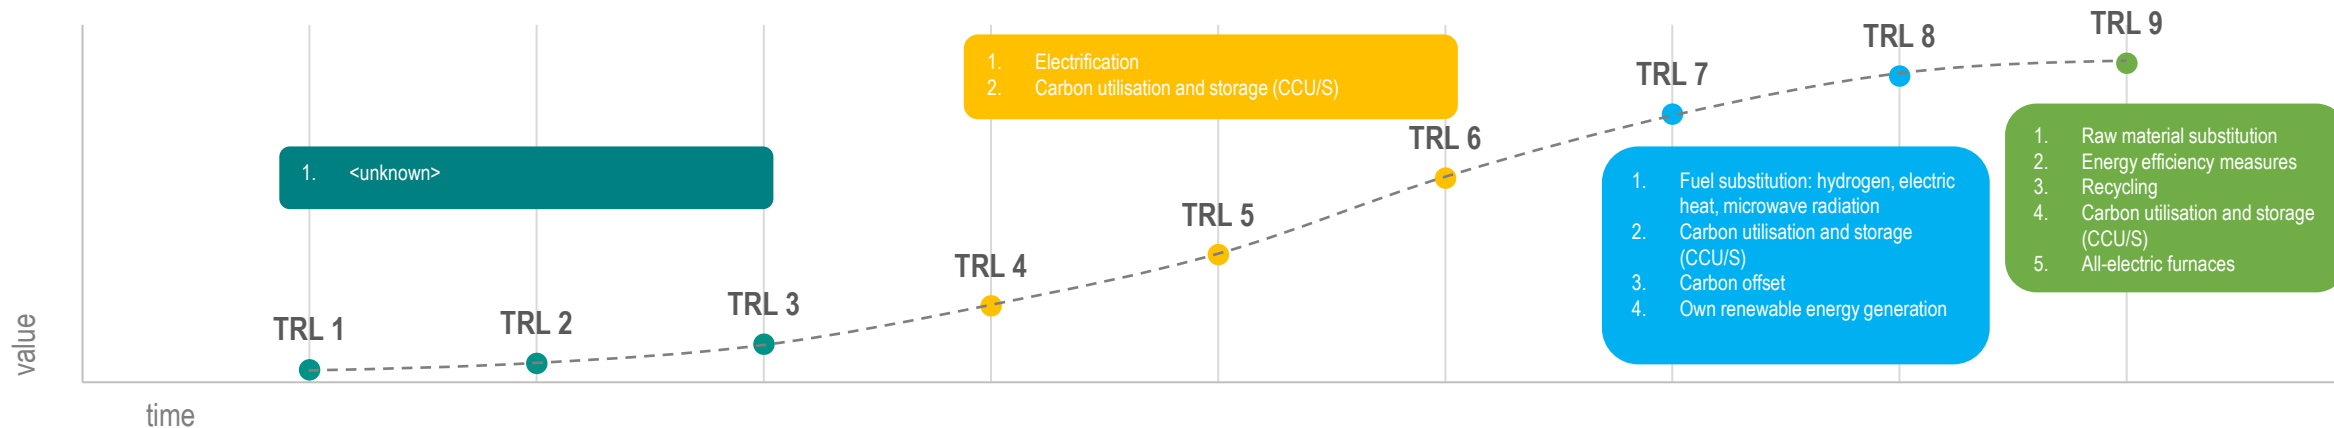 value
time
TRL 1
TRL 2
TRL 3
1. <unknown>
TRL 4
TRL 5
TRL 6
1. Electrification
2. Carbon utilisation and storage (CCU/S)
TRL 7
TRL 8
1. Fuel substitution: hydrogen, electric
heat, microwave radiation
2. Carbon utilisation and storage
(CCU/S)
3. Carbon offset
4. Own renewable energy generation
TRL 9
1. Raw material substitution
2. Energy efficiency measures
3. Recycling
4. Carbon utilisation and storage
(CCU/S)
5. All-electric furnaces